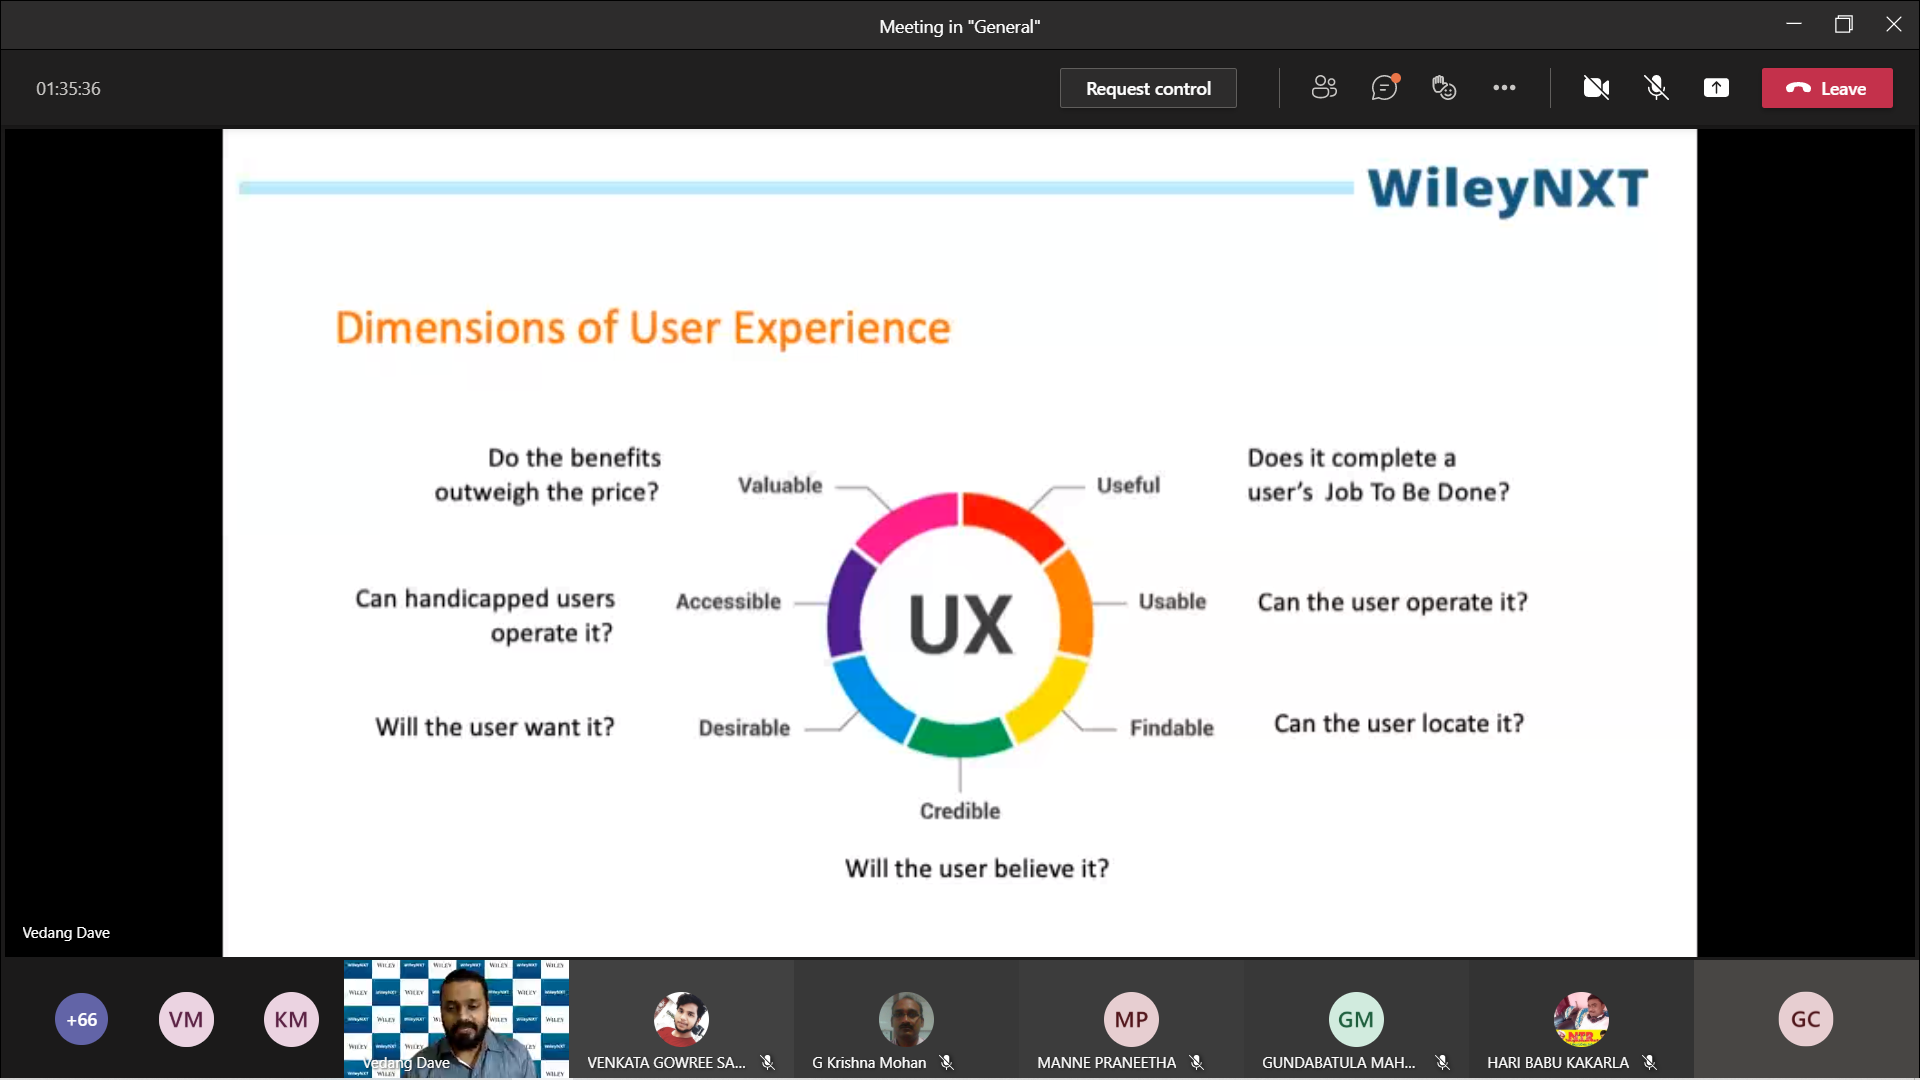 Meeting in "General"
01:35:36
Request control
Leave
WileyNXT
Dimensions of User Experience
Do the benefits
outweigh the price?
Valuable
Useful
Does it complete a
user's Job To Be Done?
Can handicapped users
operate it?
Accessible
UX
Usable
Can the user operate it?
Will the user want it?
Desirable
Findable
Can the user locate it?
Credible
Will the user believe it?
Vedang Dave
+66
VM
KM
Vedang Dave
VENKATA GOWREE SA...
G Krishna Mohan
MP
MANNE PRANEETHA
GM
GUNDABATULA MAH...
HARI BABU KAKARLA
GC